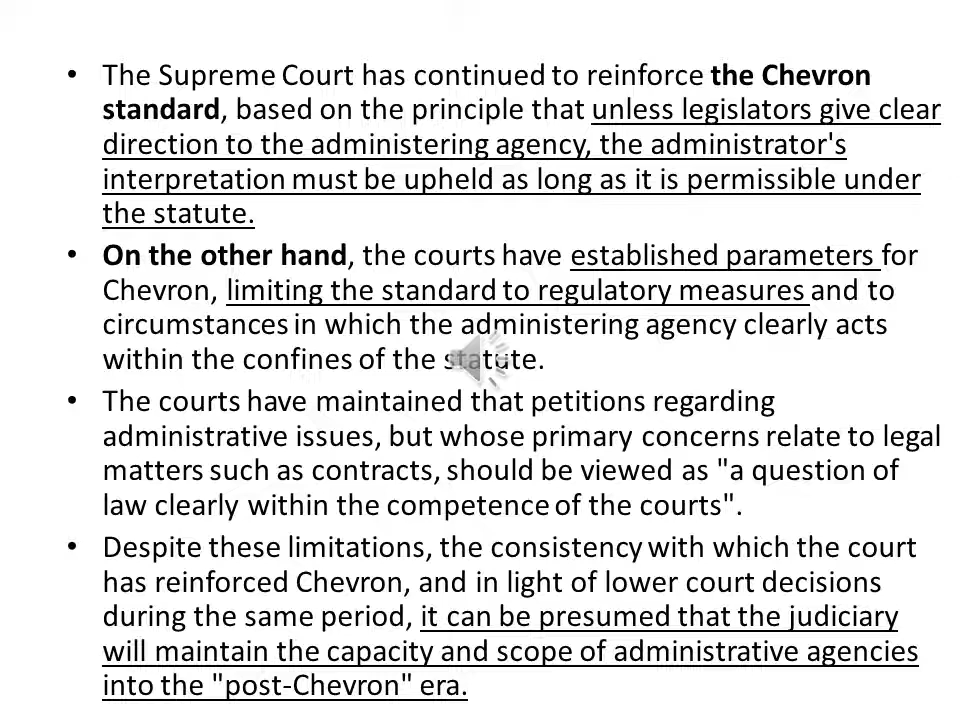 • The Supreme Court has continued to reinforce the Chevron
standard, based on the principle that unless legislators give clear
direction to the administering agency, the administrator's
interpretation must be upheld as long as it is permissible under
the statute.
• On the other hand, the courts have established parameters for
Chevron, limiting the standard to regulatory measures and to
circumstances in which the administering agency clearly acts
within the confines of the statute.
• The courts have maintained that petitions regarding
administrative issues, but whose primary concerns relate to legal
matters such as contracts, should be viewed as "a question of
law clearly within the competence of the courts".
• Despite these limitations, the consistency with which the court
has reinforced Chevron, and in light of lower court decisions
during the same period, it can be presumed that the judiciary
will maintain the capacity and scope of administrative agencies
into the "post-Chevron" era.